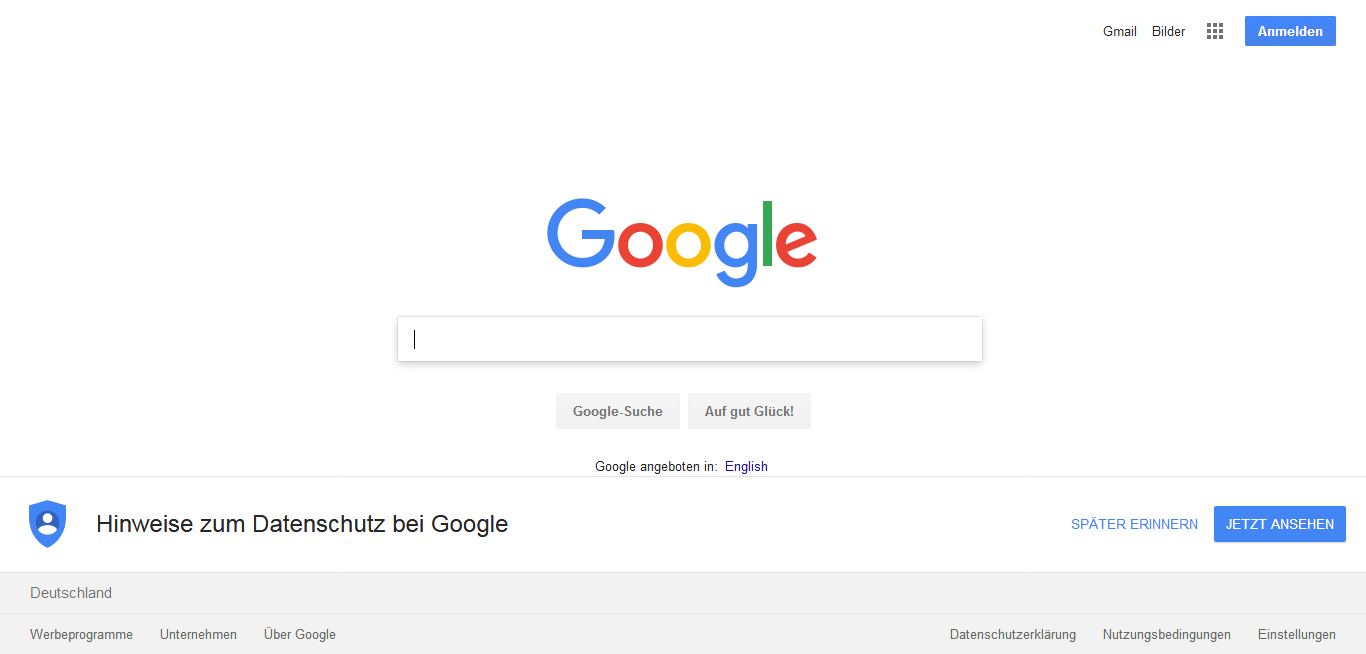 Gmail Bilder Anmelden
Google
Google-Suche Auf gut Glück!
Google angeboten in: English
Hinweise zum Datenschutz bei Google SPÄTER ERINNERN JETZT ANSEHEN
Deutschland
Werbeprogramme Unternehmen Über Google Datenschutzerklärung Nutzungsbedingungen Einstellungen